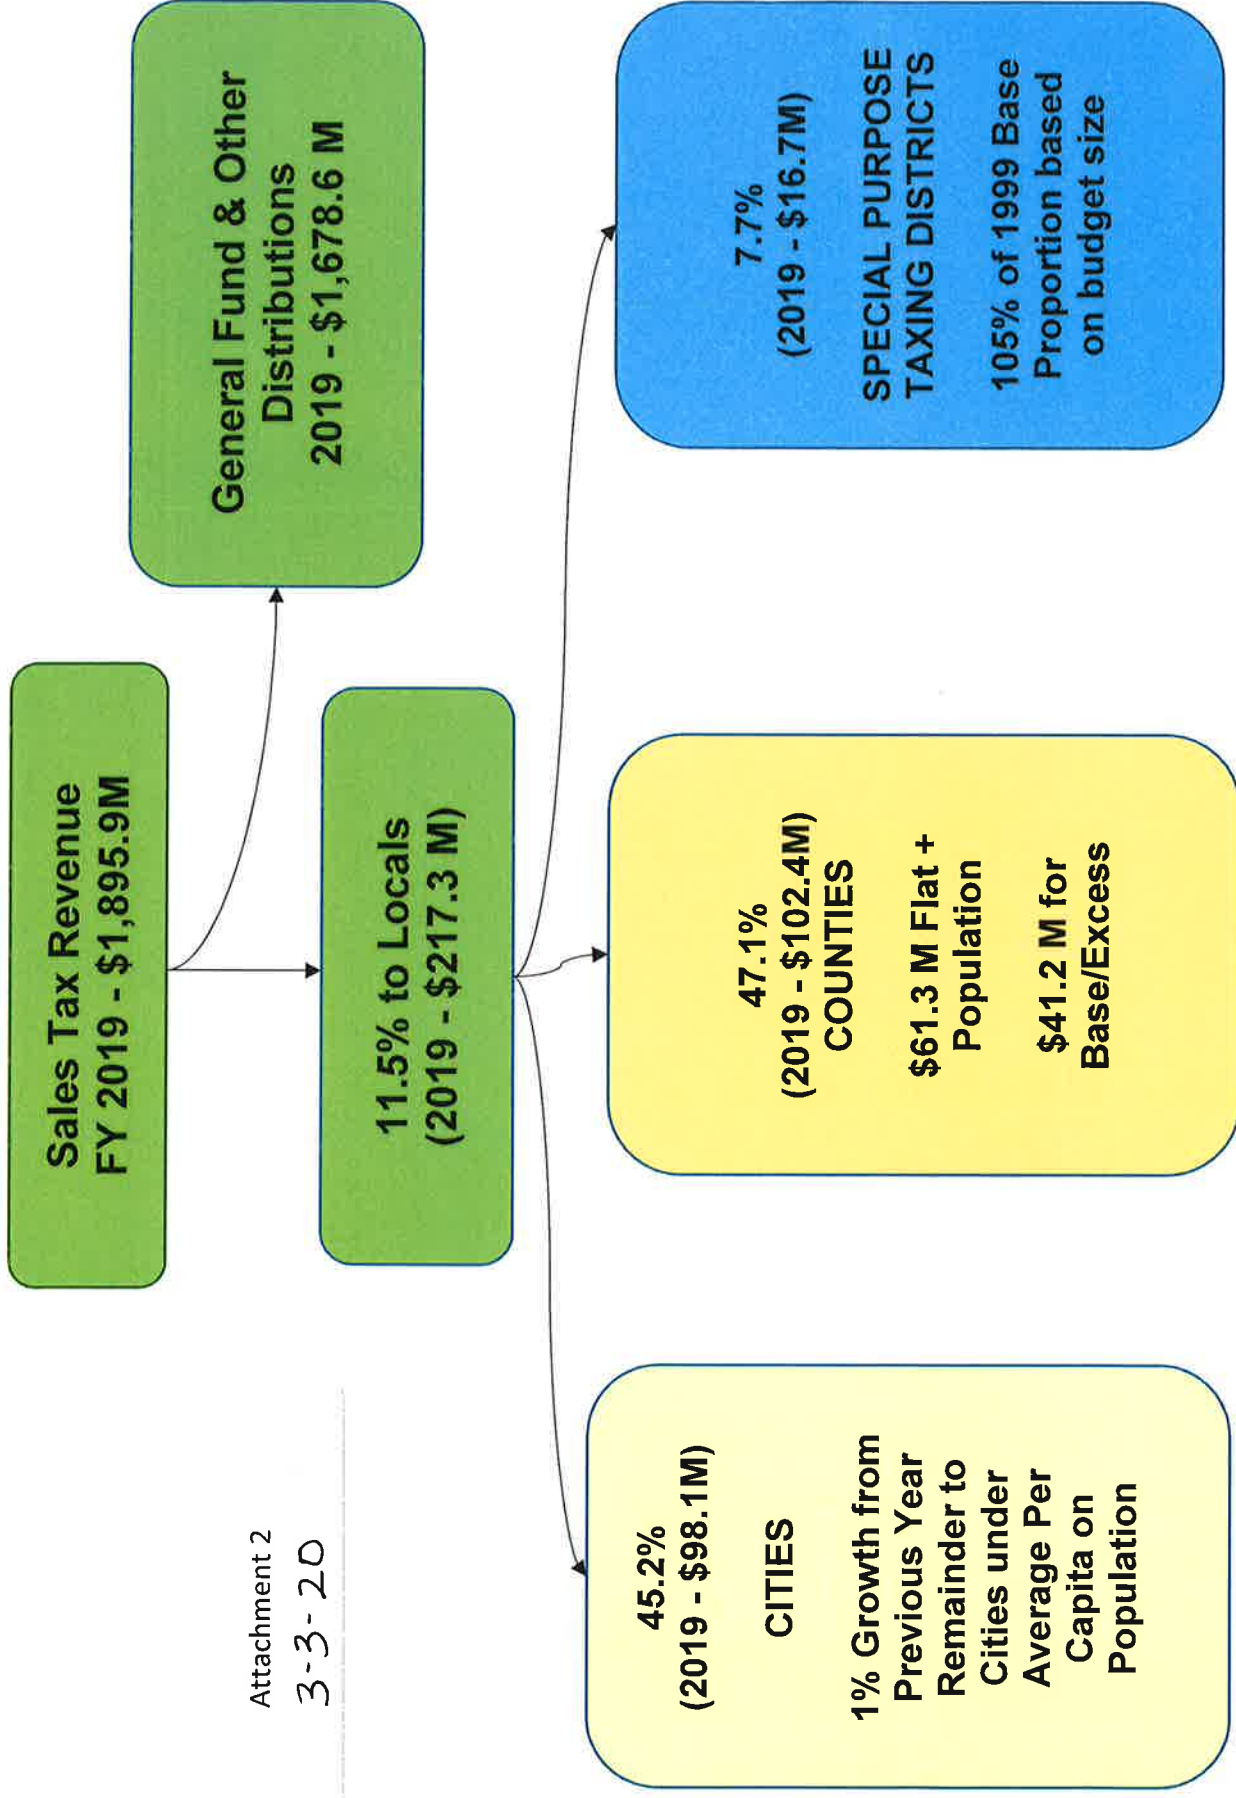 Attachment 2
3-3-20
Sales Tax Revenue
FY 2019 - $1,895.9M
General Fund & Other
Distributions
2019 - $1,678.6 M
11.5% to Locals
(2019 - $217.3 M)
45.2%
(2019 - $98.1M)
CITIES
1% Growth from
Previous Year
Remainder to
Cities under
Average Per
Capita on
Population
47.1%
(2019 - $102.4M)
COUNTIES
$61.3 M Flat +
Population
$41.2 M for
Base/Excess
7.7%
(2019 - $16.7M)
SPECIAL PURPOSE
TAXING DISTRICTS
105% of 1999 Base
Proportion based
on budget size